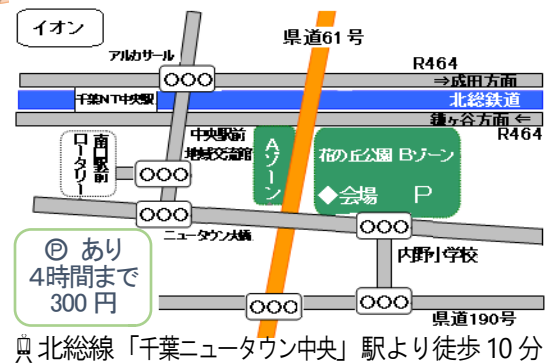 イオン
アルカサール
県道61号
R464
⇒成田方面
千葉NT中央駅
北総鉄道
鎌ヶ谷方面⇐
R464
南口駅前
ロータリー
中央駅前
地域交流館
Aゾーン
花の丘公園 Bゾーン
◆会場 P
ニュータウン大橋
内野小学校
Ⓟ あり
4時間まで
300円
県道190号
北総線「千葉ニュータウン中央」駅より徒歩10分